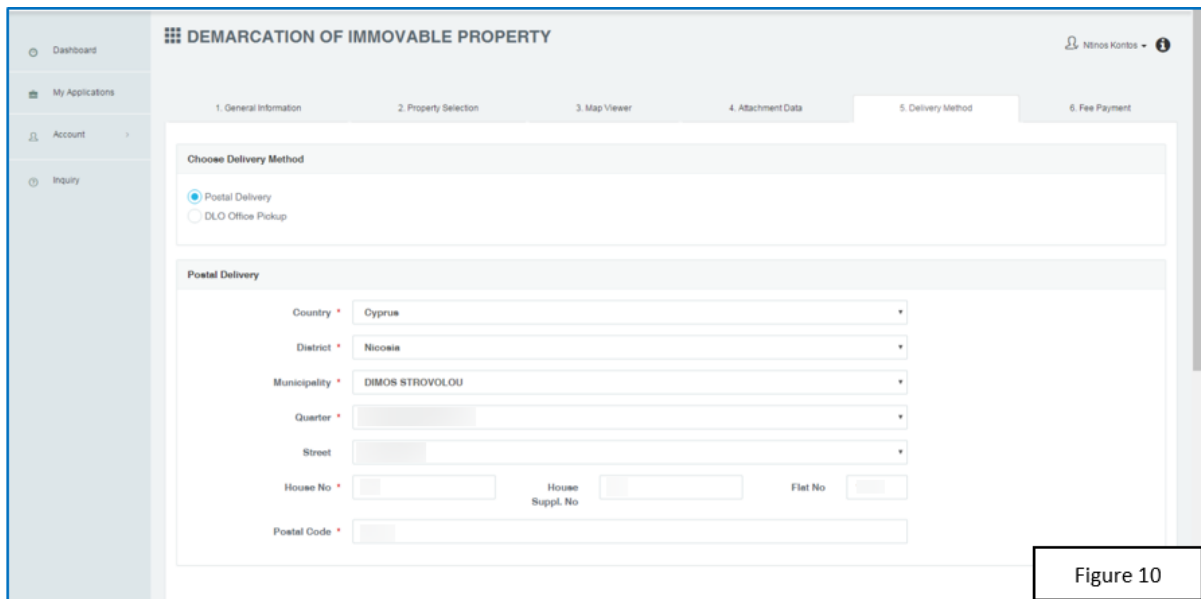 DEMARCATION OF IMMOVABLE PROPERTY
Ntinos Kontos
Dashboard
My Applications
Account
Inquiry
1. General Information 2. Property Selection 3. Map Viewer 4. Attachment Data 5. Delivery Method 6. Fee Payment
Choose Delivery Method
Postal Delivery
DLO Office Pickup
Postal Delivery
Country * Cyprus
District * Nicosia
Municipality * DIMOS STROVOLOU
Quarter *
Street
House No * House Suppl. No Flat No
Postal Code *
Figure 10